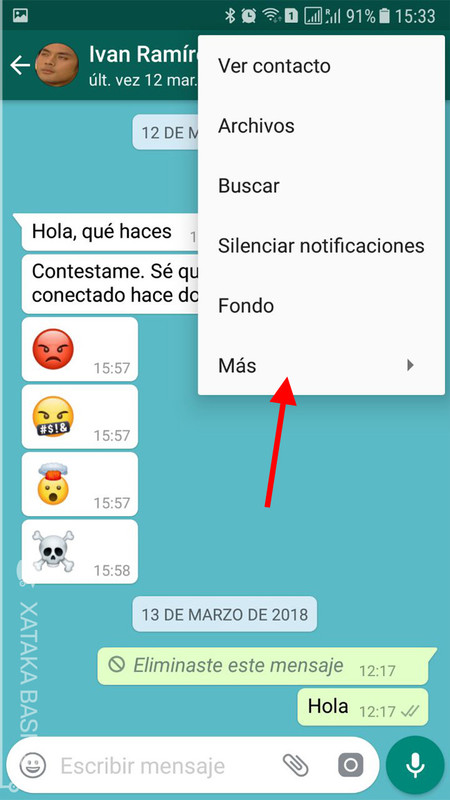 91% 15:33
Ivan Ramíre
últ. vez 12 mar.
Ver contacto
Archivos
Buscar
Silenciar notificaciones
Fondo
Más
12 DE M
Hola, qué haces 1
Contestame. Sé qu
conectado hace do
15:57
#$!&
15:57
15:57
15:58
13 DE MARZO DE 2018
Eliminaste este mensaje 12:17
Hola 12:17
XATAKA BASI
Escribir mensaje